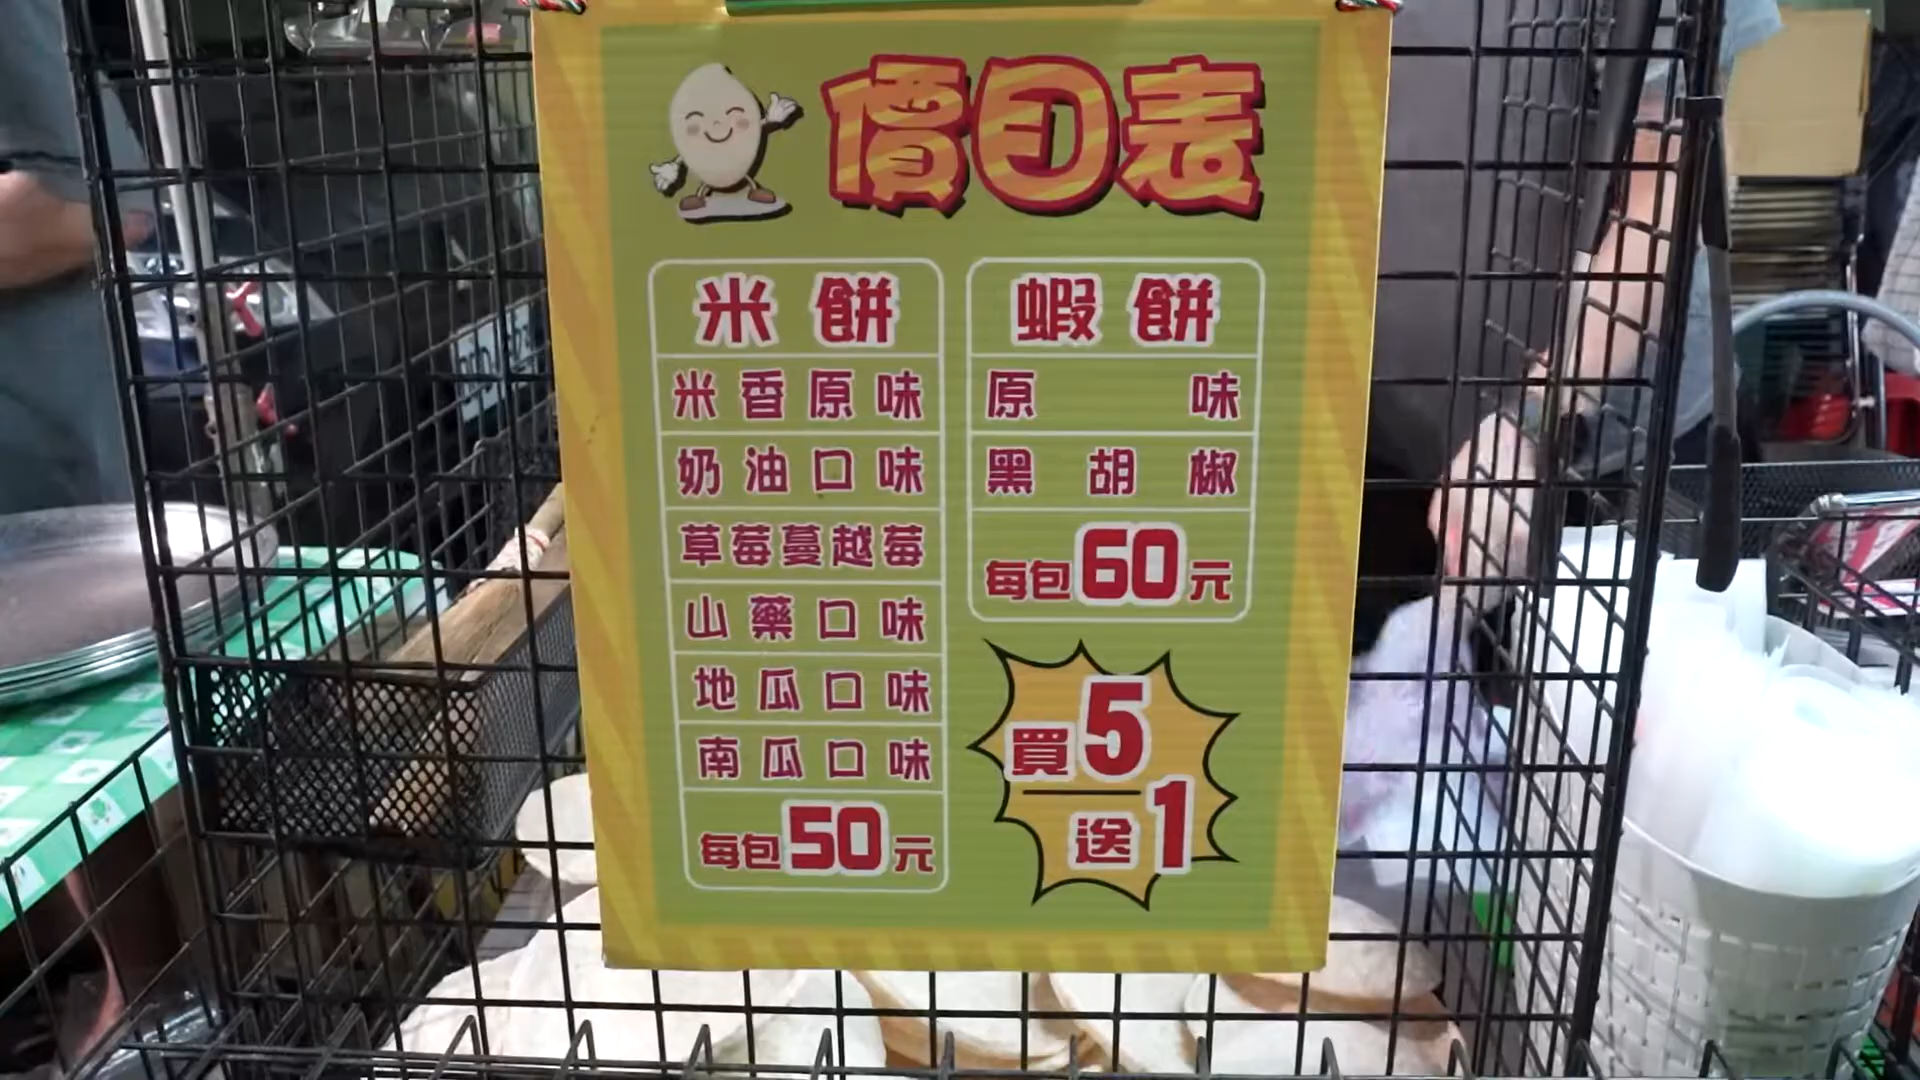 價目表
米餅
米香原味
奶油口味
草莓蔓越莓
山藥口味
地瓜口味
南瓜口味
每包50元
蝦餅
原味
黑胡椒
每包60元
買5
送1